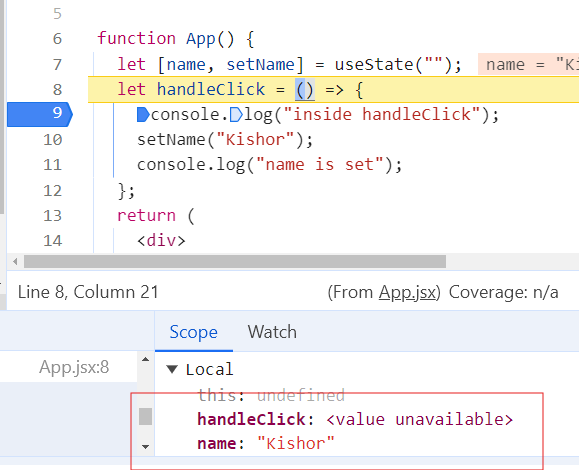 5
6 function App() {
7 let [name, setName] = useState(""); name = "Ki
8 let handleClick = () => {
9 console.log("inside handleClick");
10 setName("Kishor");
11 console.log("name is set");
12 };
13 return (
14 <div>
Line 8, Column 21 (From App.jsx) Coverage: n/a
Scope Watch
App.jsx:8
Local
this: undefined
handleClick: <value unavailable>
name: "Kishor"